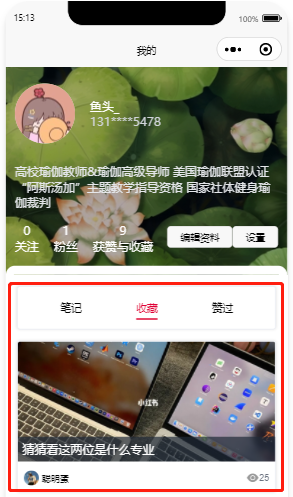 15:13
100%
我的
鱼头_
131****5478
高校瑜伽教师&瑜伽高级导师 美国瑜伽联盟认证
“阿斯汤加”主题教学指导资格 国家社体健身瑜
伽裁判
0 1 9
关注 粉丝 获赞与收藏
编辑资料 设置
笔记 收藏 赞过
小红书
猜猜看这两位是什么专业
聪明蛋 25